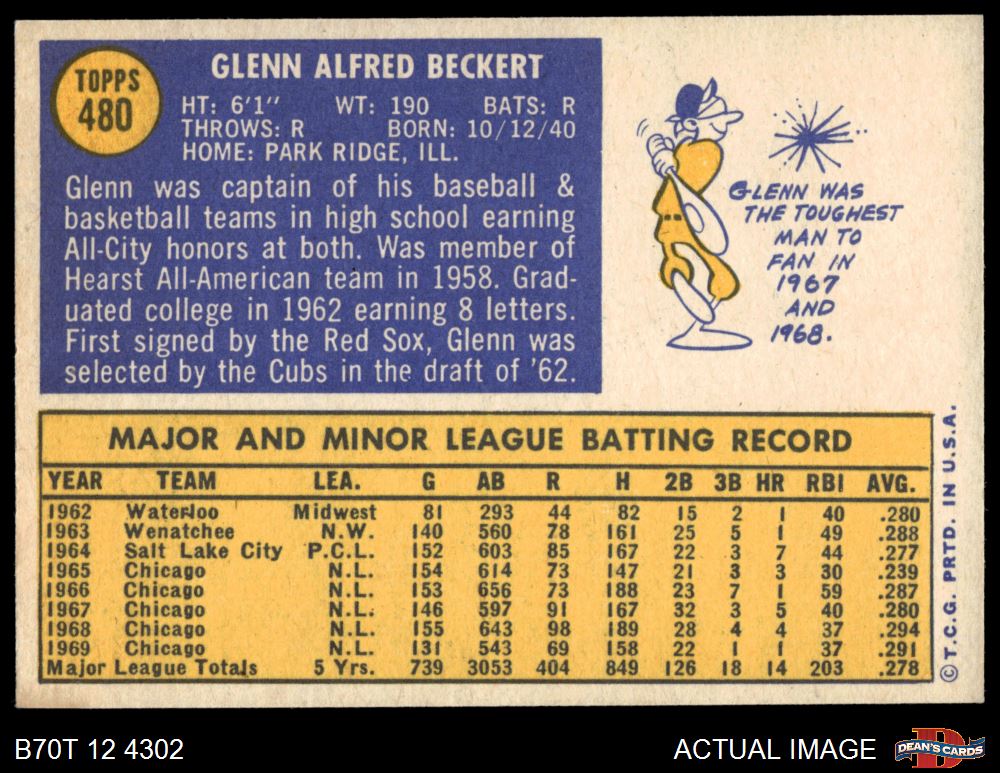 TOPPS
480
GLENN ALFRED BECKERT
HT: 6'1" WT: 190 BATS: R
THROWS: R BORN: 10/12/40
HOME: PARK RIDGE, ILL.
Glenn was captain of his baseball &
basketball teams in high school earning
All-City honors at both. Was member of
Hearst All-American team in 1958. Grad-
uated college in 1962 earning 8 letters.
First signed by the Red Sox, Glenn was
selected by the Cubs in the draft of '62.
GLENN WAS
THE TOUGHEST
MAN TO
FAN IN
1967
AND
1968.
MAJOR AND MINOR LEAGUE BATTING RECORD
YEAR TEAM LEA. G AB R H 2B 3B HR RBI AVG.
1962 Waterloo Midwest 81 293 44 82 15 2 1 40 .280
1963 Wenatchee N.W. 140 560 78 161 25 5 1 49 .288
1964 Salt Lake City P.C.L. 152 603 85 167 22 3 7 44 .277
1965 Chicago N.L. 154 614 73 147 21 3 3 30 .239
1966 Chicago N.L. 153 656 73 188 23 7 1 59 .287
1967 Chicago N.L. 146 597 91 167 32 3 5 40 .280
1968 Chicago N.L. 155 643 98 189 28 4 4 37 .294
1969 Chicago N.L. 131 543 69 158 22 1 1 37 .291
Major League Totals 5 Yrs. 739 3053 404 849 126 18 14 203 .278
© T.C.G. PRTD. IN U.S.A.
B70T 12 4302
ACTUAL IMAGE
D
DEAN'S CARDS